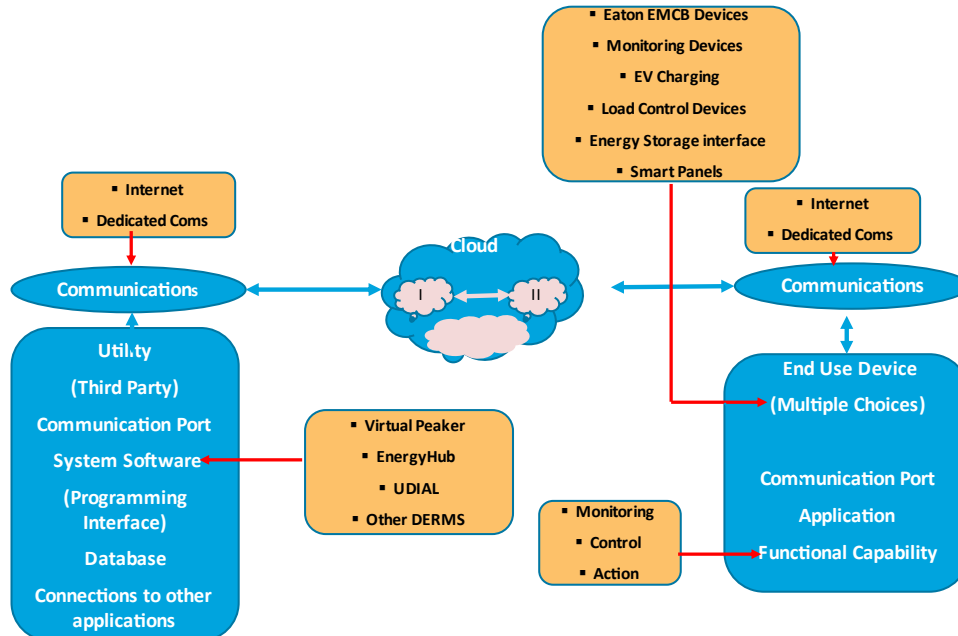 ▪ Eaton EMCB Devices
▪ Monitoring Devices
▪ EV Charging
▪ Load Control Devices
▪ Energy Storage interface
▪ Smart Panels
▪ Internet
▪ Dedicated Coms
▪ Internet
▪ Dedicated Coms
Cloud
Communications
I
II
Communications
Utility
(Third Party)
Communication Port
System Software
(Programming
Interface)
Database
Connections to other
applications
▪ Virtual Peaker
▪ EnergyHub
▪ UDIAL
▪ Other DERMS
End Use Device
(Multiple Choices)
Communication Port
Application
Functional Capability
▪ Monitoring
▪ Control
▪ Action